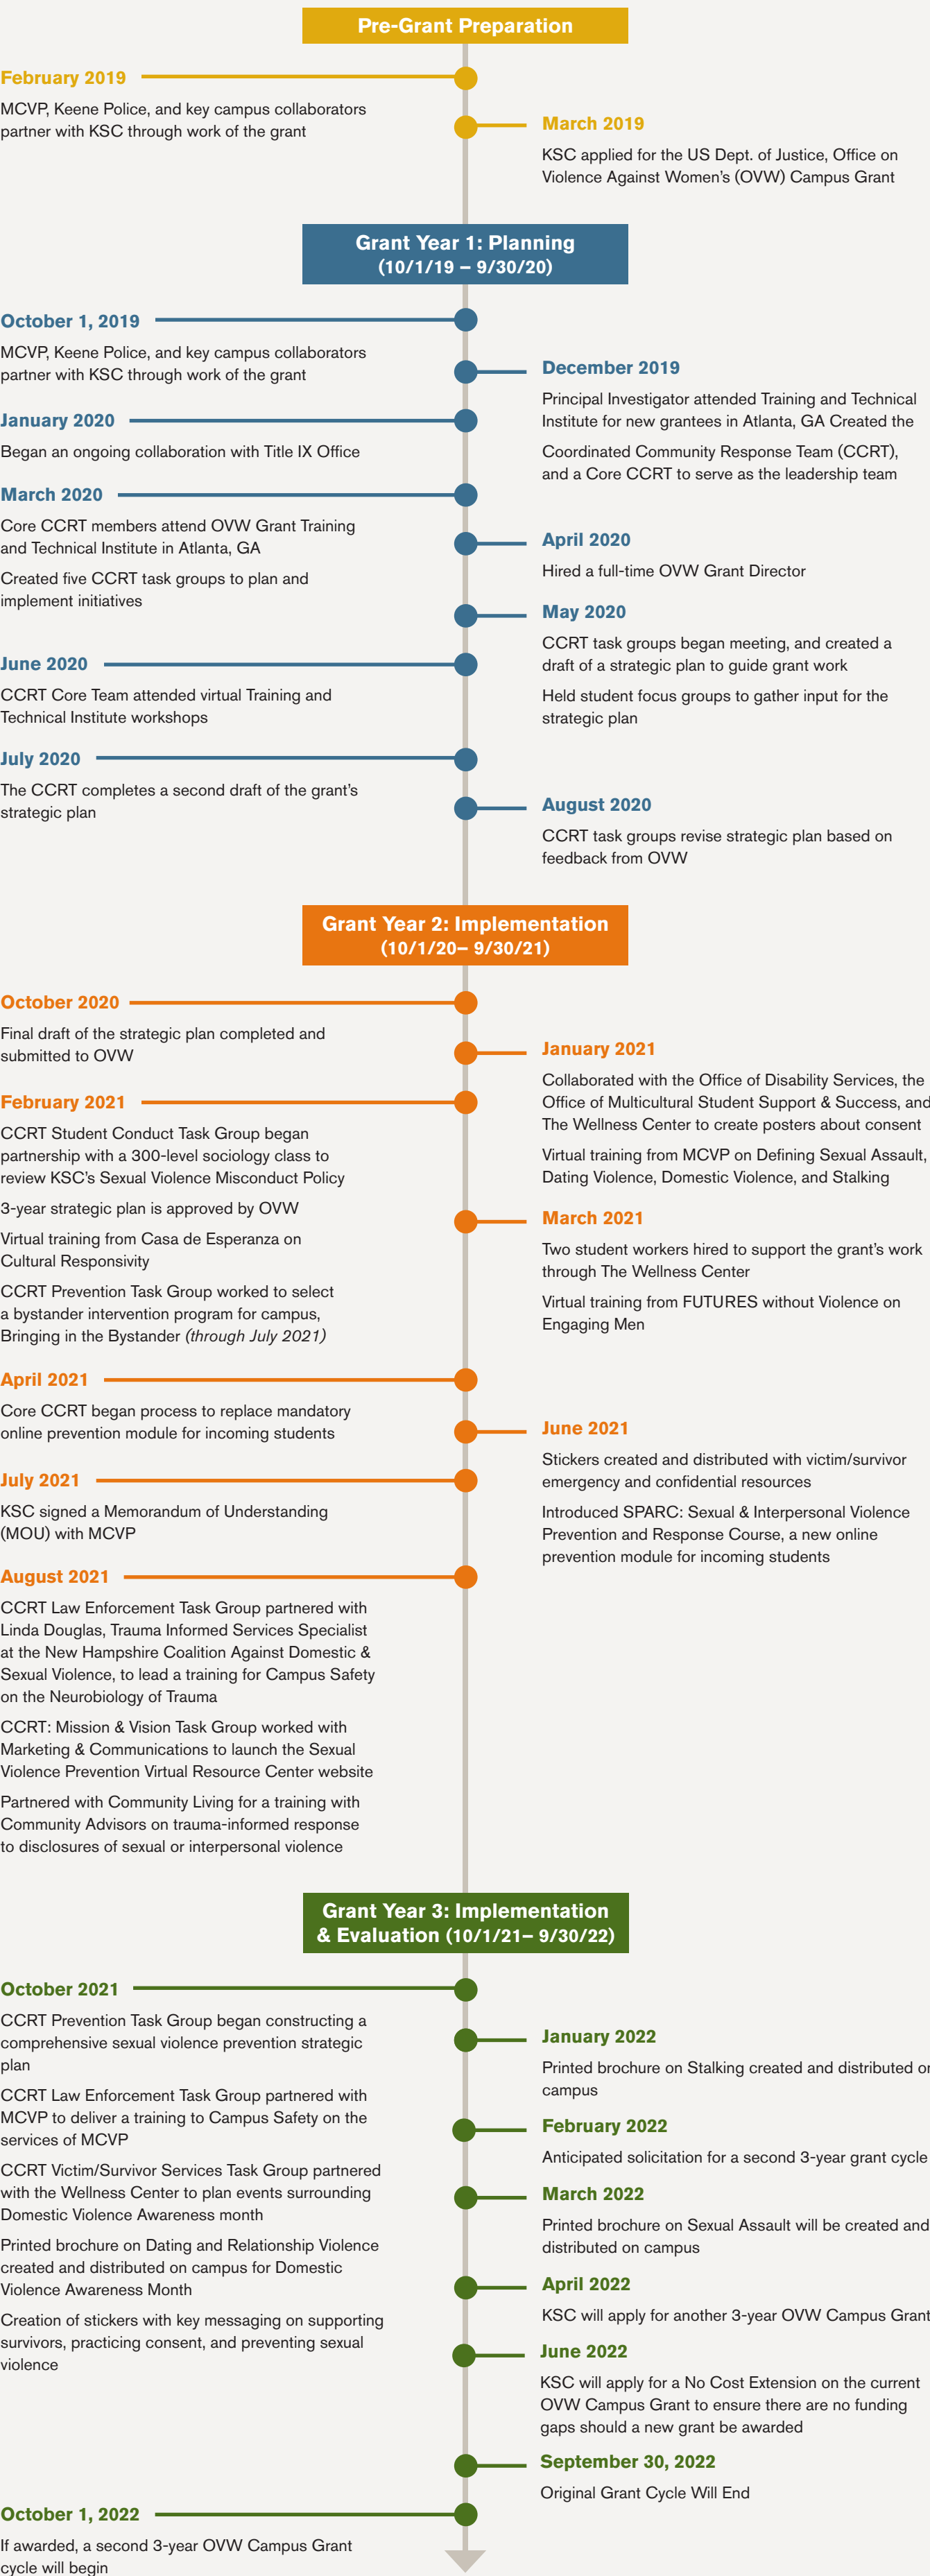 Pre-Grant Preparation
February 2019
MCVP, Keene Police, and key campus collaborators
partner with KSC through work of the grant
March 2019
KSC applied for the US Dept. of Justice, Office on
Violence Against Women's (OVW) Campus Grant
Grant Year 1: Planning
(10/1/19 – 9/30/20)
October 1, 2019
MCVP, Keene Police, and key campus collaborators
partner with KSC through work of the grant
December 2019
Principal Investigator attended Training and Technical
Institute for new grantees in Atlanta, GA Created the
Coordinated Community Response Team (CCRT),
and a Core CCRT to serve as the leadership team
January 2020
Began an ongoing collaboration with Title IX Office
March 2020
Core CCRT members attend OVW Grant Training
and Technical Institute in Atlanta, GA
Created five CCRT task groups to plan and
implement initiatives
April 2020
Hired a full-time OVW Grant Director
May 2020
CCRT task groups began meeting, and created a
draft of a strategic plan to guide grant work
Held student focus groups to gather input for the
strategic plan
June 2020
CCRT Core Team attended virtual Training and
Technical Institute workshops
July 2020
The CCRT completes a second draft of the grant's
strategic plan
August 2020
CCRT task groups revise strategic plan based on
feedback from OVW
Grant Year 2: Implementation
(10/1/20– 9/30/21)
October 2020
Final draft of the strategic plan completed and
submitted to OVW
January 2021
Collaborated with the Office of Disability Services, the
Office of Multicultural Student Support & Success, and
The Wellness Center to create posters about consent
Virtual training from MCVP on Defining Sexual Assault,
Dating Violence, Domestic Violence, and Stalking
February 2021
CCRT Student Conduct Task Group began
partnership with a 300-level sociology class to
review KSC's Sexual Violence Misconduct Policy
3-year strategic plan is approved by OVW
Virtual training from Casa de Esperanza on
Cultural Responsivity
CCRT Prevention Task Group worked to select
a bystander intervention program for campus,
Bringing in the Bystander (through July 2021)
March 2021
Two student workers hired to support the grant's work
through The Wellness Center
Virtual training from FUTURES without Violence on
Engaging Men
April 2021
Core CCRT began process to replace mandatory
online prevention module for incoming students
June 2021
Stickers created and distributed with victim/survivor
emergency and confidential resources
Introduced SPARC: Sexual & Interpersonal Violence
Prevention and Response Course, a new online
prevention module for incoming students
July 2021
KSC signed a Memorandum of Understanding
(MOU) with MCVP
August 2021
CCRT Law Enforcement Task Group partnered with
Linda Douglas, Trauma Informed Services Specialist
at the New Hampshire Coalition Against Domestic &
Sexual Violence, to lead a training for Campus Safety
on the Neurobiology of Trauma
CCRT: Mission & Vision Task Group worked with
Marketing & Communications to launch the Sexual
Violence Prevention Virtual Resource Center website
Partnered with Community Living for a training with
Community Advisors on trauma-informed response
to disclosures of sexual or interpersonal violence
Grant Year 3: Implementation
& Evaluation (10/1/21– 9/30/22)
October 2021
CCRT Prevention Task Group began constructing a
comprehensive sexual violence prevention strategic
plan
CCRT Law Enforcement Task Group partnered with
MCVP to deliver a training to Campus Safety on the
services of MCVP
CCRT Victim/Survivor Services Task Group partnered
with the Wellness Center to plan events surrounding
Domestic Violence Awareness month
Printed brochure on Dating and Relationship Violence
created and distributed on campus for Domestic
Violence Awareness Month
Creation of stickers with key messaging on supporting
survivors, practicing consent, and preventing sexual
violence
January 2022
Printed brochure on Stalking created and distributed on
campus
February 2022
Anticipated solicitation for a second 3-year grant cycle
March 2022
Printed brochure on Sexual Assault will be created and
distributed on campus
April 2022
KSC will apply for another 3-year OVW Campus Grant
June 2022
KSC will apply for a No Cost Extension on the current
OVW Campus Grant to ensure there are no funding
gaps should a new grant be awarded
September 30, 2022
Original Grant Cycle Will End
October 1, 2022
If awarded, a second 3-year OVW Campus Grant
cycle will begin